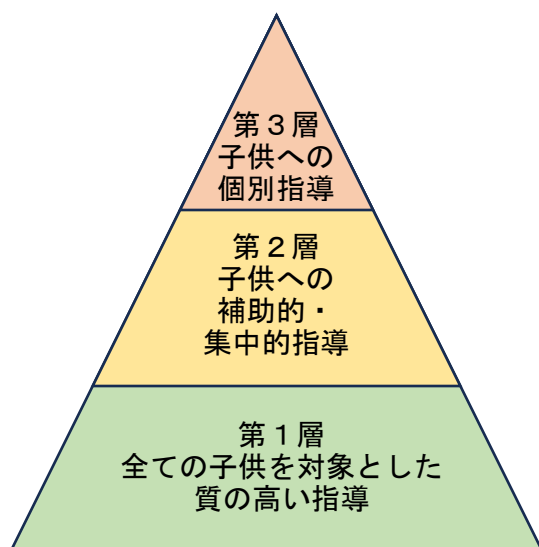 第３層
子供への
個別指導
第２層
子供への
補助的・
集中的指導
第１層
全ての子供を対象とした
質の高い指導